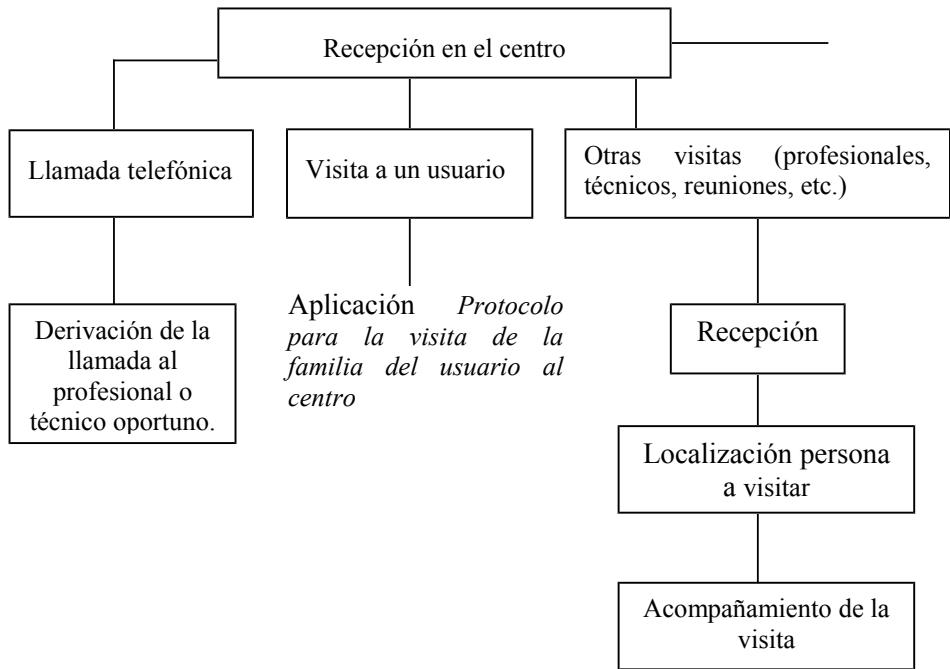 Recepción en el centro
Llamada telefónica
Visita a un usuario
Otras visitas (profesionales,
técnicos, reuniones, etc.)
Derivación de la
llamada al
profesional o
técnico oportuno.
Aplicación Protocolo
para la visita de la
familia del usuario al
centro
Recepción
Localización persona
a visitar
Acompañamiento de la
visita